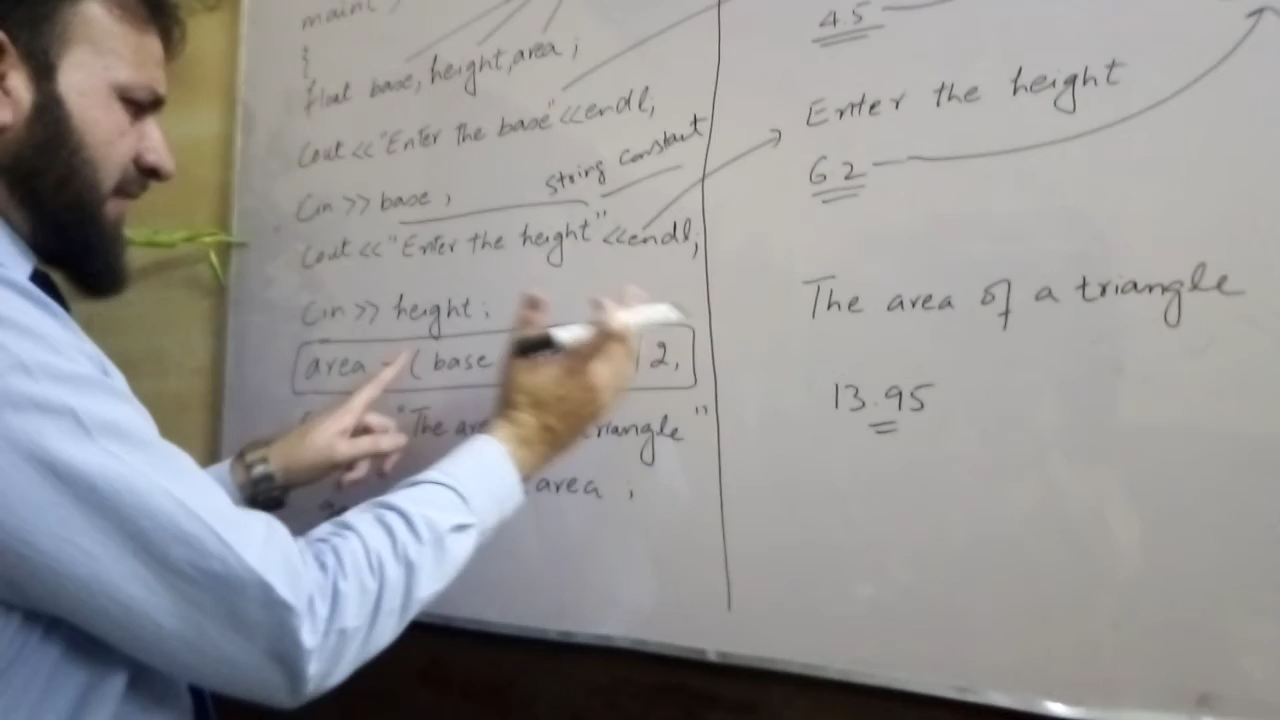 main( )
{
float base, height, area ;
Cout << "Enter the base" << endl;
string constant
Cin >> base ;
Cout << "Enter the height" << endl;
Cin >> height ;
area = ( base / 2 ;
"The are riangle"
area ;
4.5
Enter the height
6.2
The area of a triangle
13.95